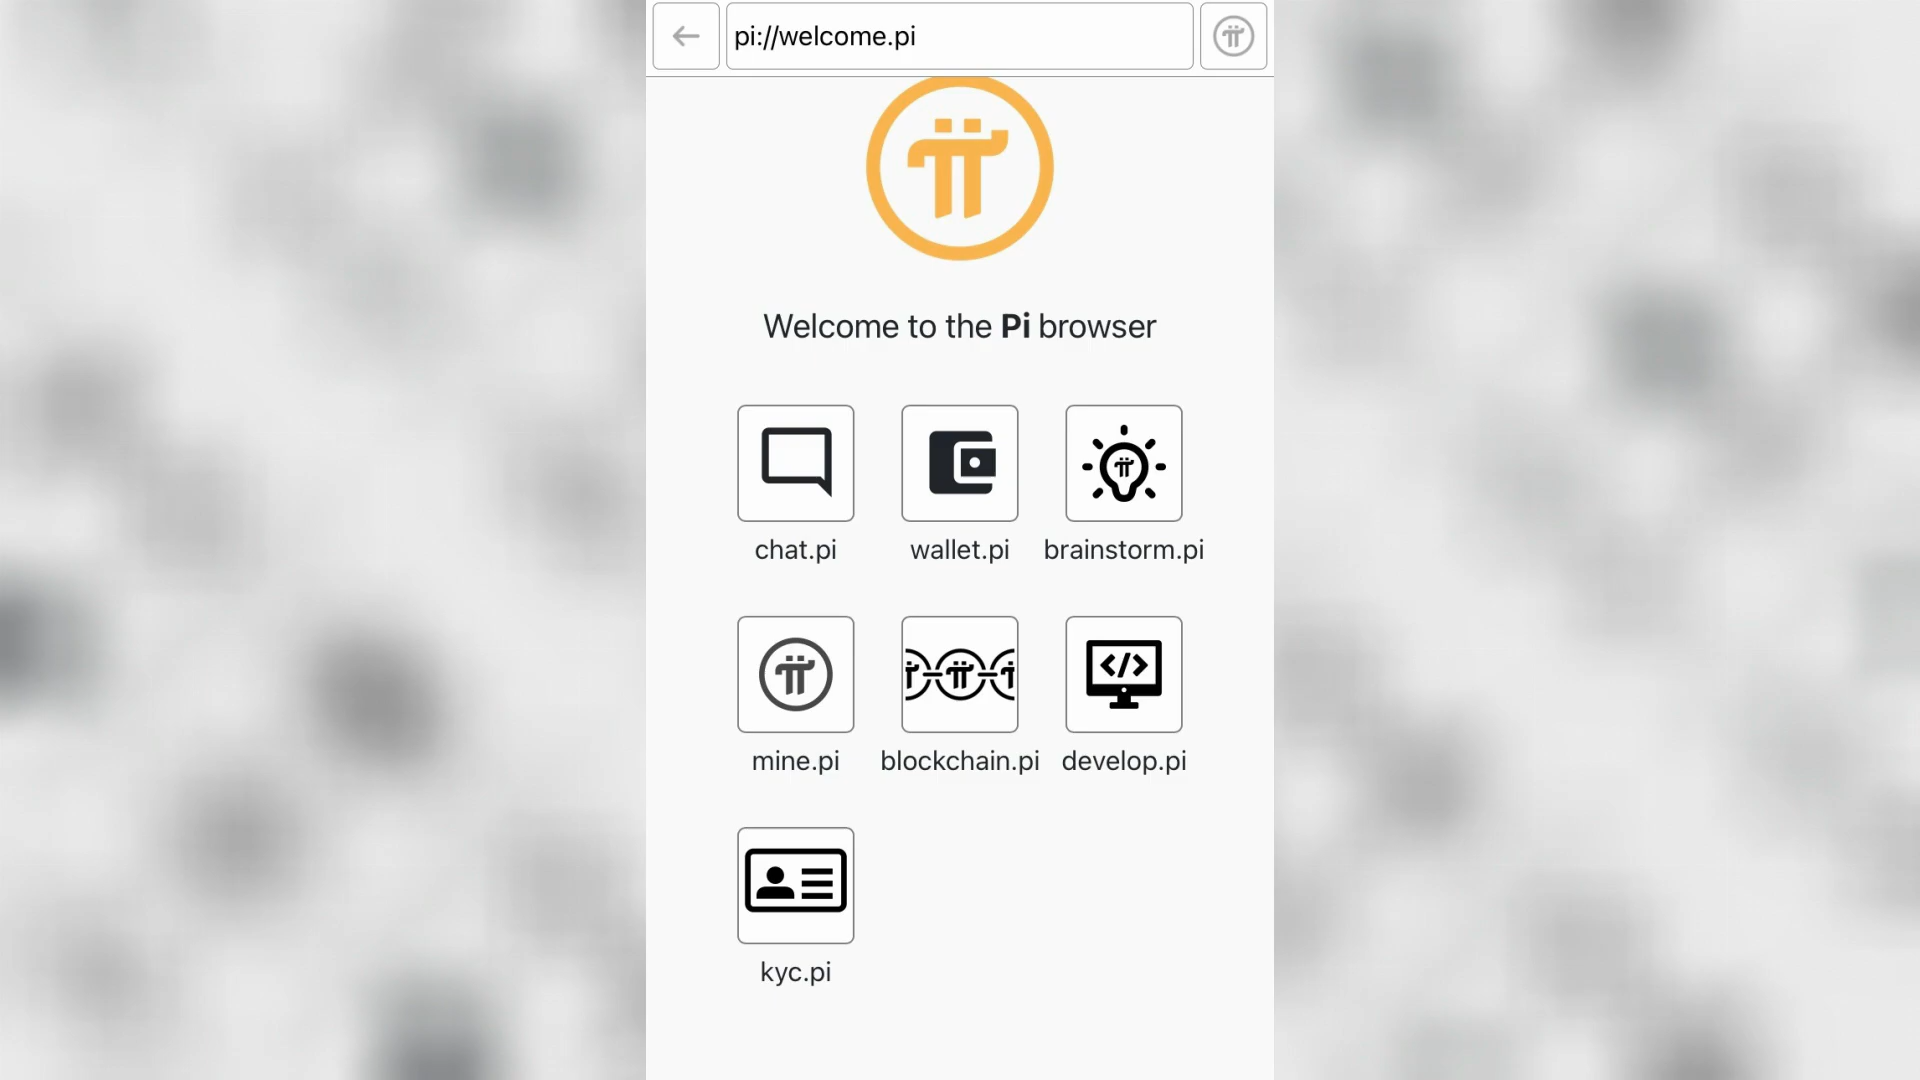 pi://welcome.pi
Welcome to the Pi browser
chat.pi
wallet.pi
brainstorm.pi
mine.pi
blockchain.pi
develop.pi
kyc.pi